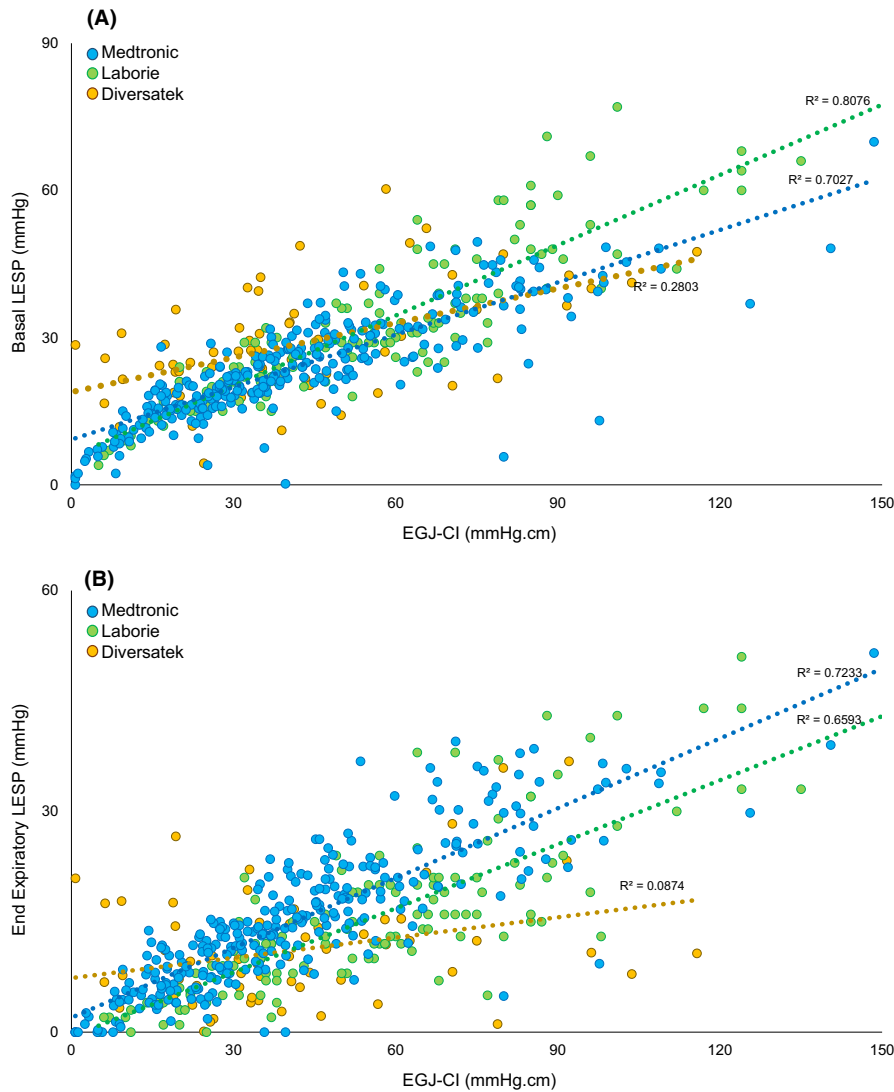 (A)
90
Medtronic
Laborie
Diversatek
R² = 0.8076
60
R² = 0.7027
Basal LESP (mmHg)
R² = 0.2803
30
0
0 30 60 90 120 150
EGJ-CI (mmHg.cm)
(B)
60
Medtronic
Laborie
Diversatek
R² = 0.7233
R² = 0.6593
End Expiratory LESP (mmHg)
30
R² = 0.0874
0
0 30 60 90 120 150
EGJ-CI (mmHg.cm)